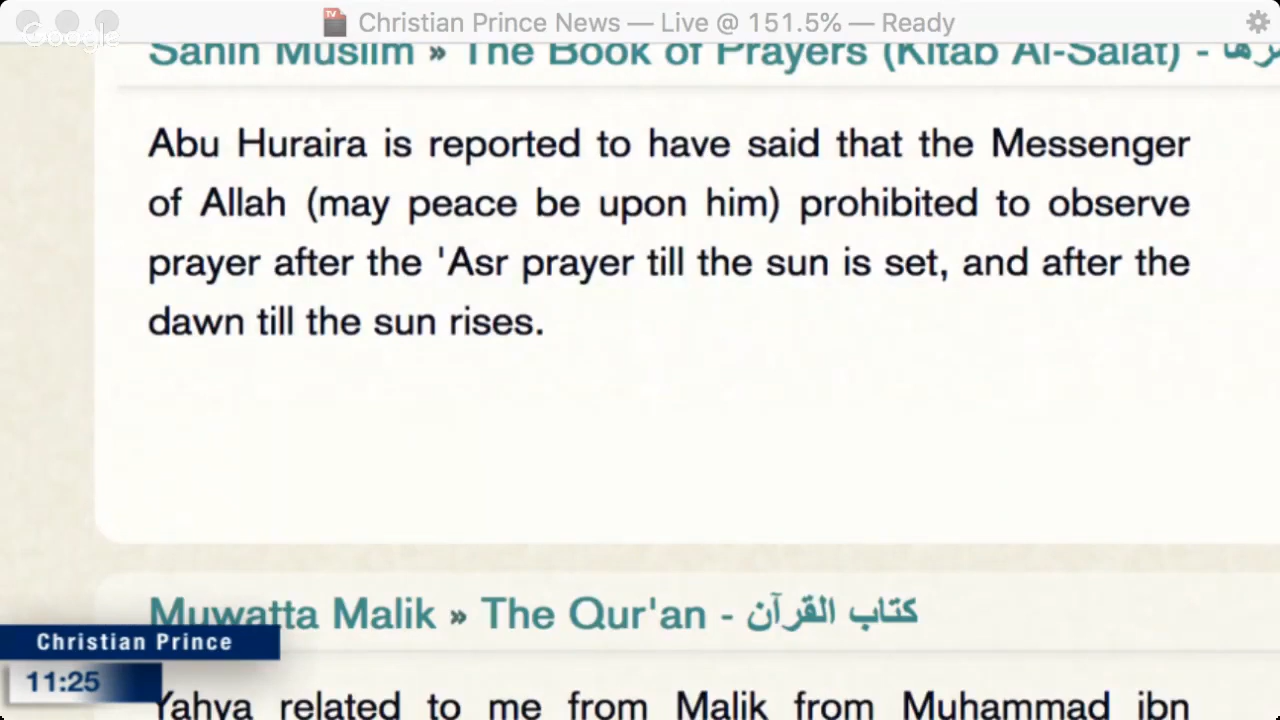 Christian Prince News — Live @ 151.5% — Ready
Google
Sahih Muslim » The Book of Prayers (Kitab Al-Salat) -
Abu Huraira is reported to have said that the Messenger
of Allah (may peace be upon him) prohibited to observe
prayer after the 'Asr prayer till the sun is set, and after the
dawn till the sun rises.
Muwatta Malik » The Qur'an - كتاب القرآن
Christian Prince
11:25
Yahya related to me from Malik from Muhammad ibn